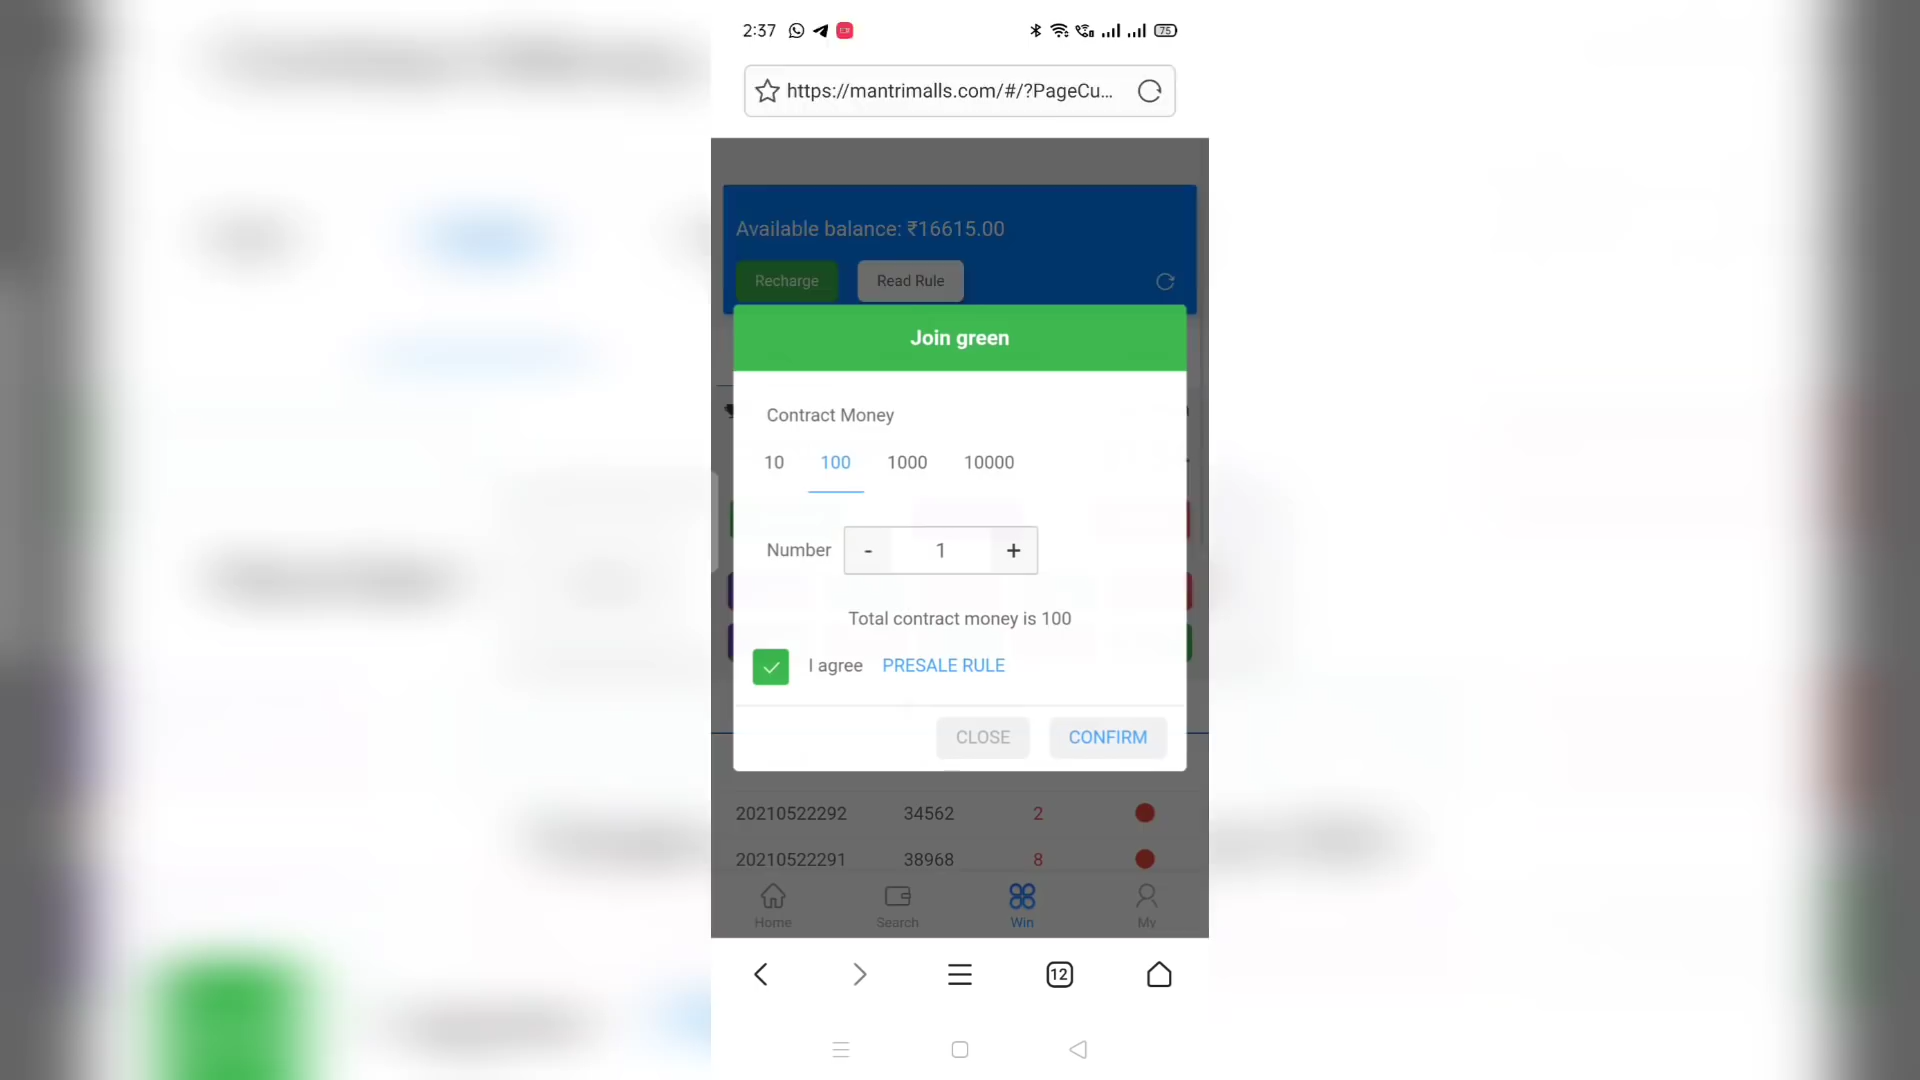 2:37
75
https://mantrimalls.com/#/?PageCu...
Available balance: ₹16615.00
Recharge
Read Rule
Join green
Contract Money
10 100 1000 10000
Number - 1 +
Total contract money is 100
I agree PRESALE RULE
CLOSE CONFIRM
20210522292 34562 2
20210522291 38968 8
Home Search Win My
12